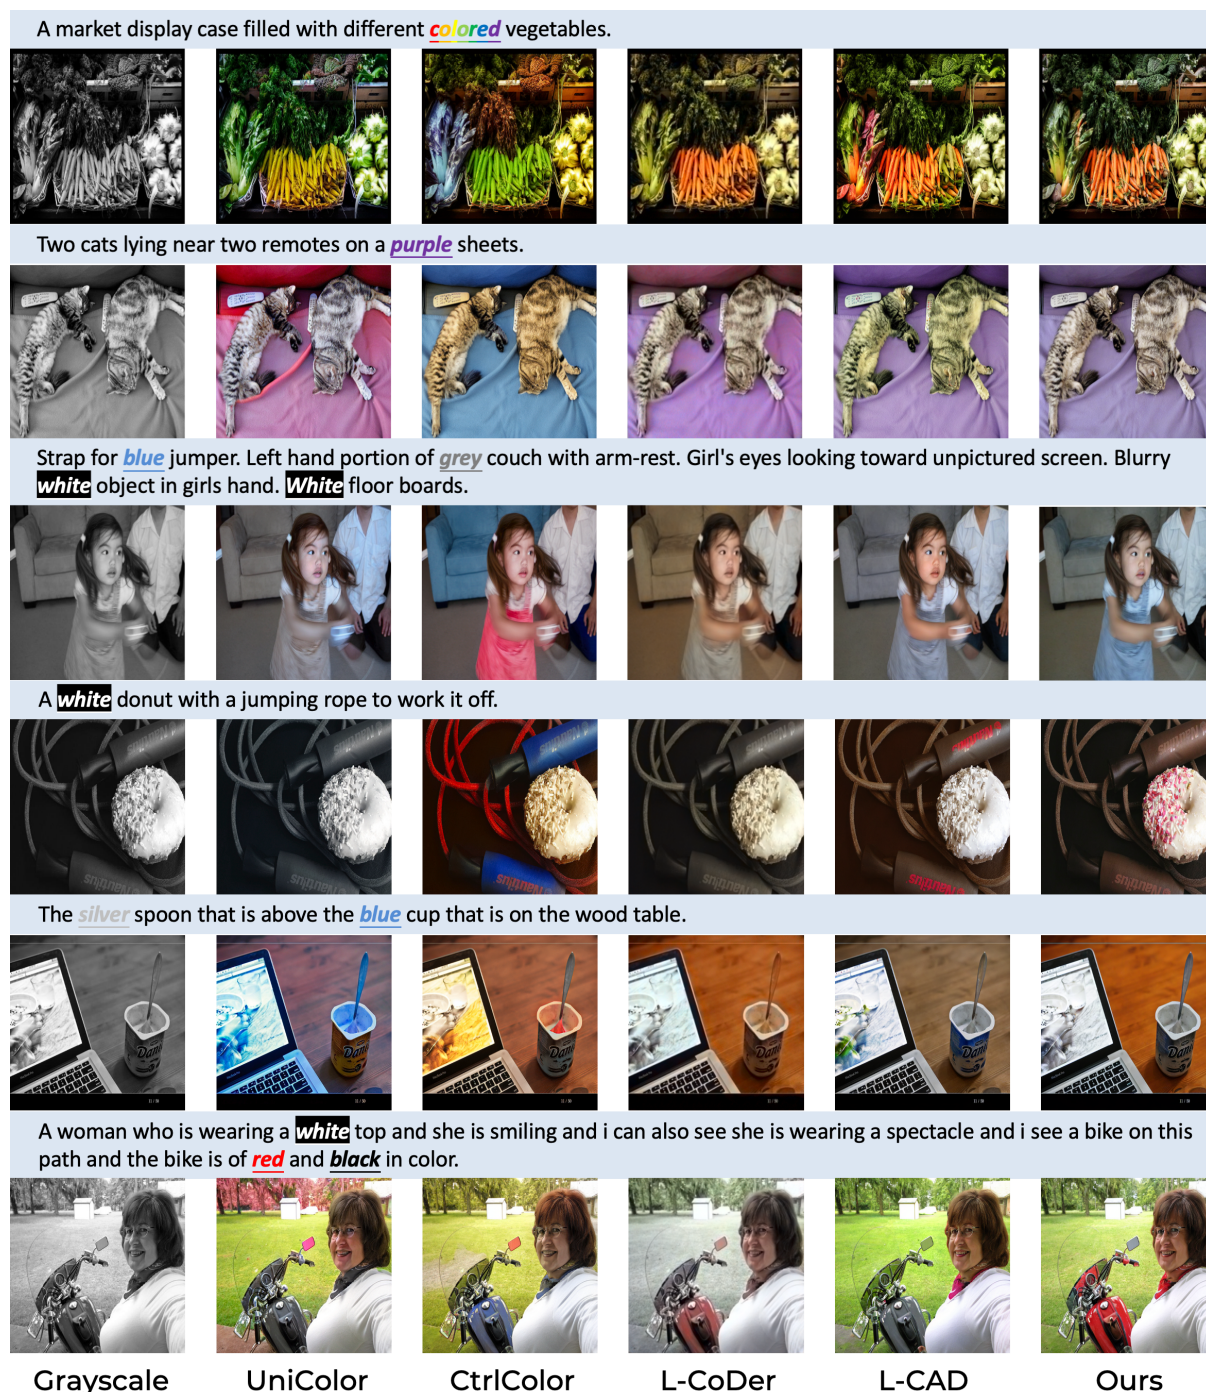 A market display case filled with different colored vegetables.
Two cats lying near two remotes on a purple sheets.
Strap for blue jumper. Left hand portion of grey couch with arm-rest. Girl's eyes looking toward unpictured screen. Blurry
white object in girls hand. White floor boards.
A white donut with a jumping rope to work it off.
The silver spoon that is above the blue cup that is on the wood table.
A woman who is wearing a white top and she is smiling and i can also see she is wearing a spectacle and i see a bike on this
path and the bike is of red and black in color.
Grayscale UniColor CtrlColor L-CoDer L-CAD Ours